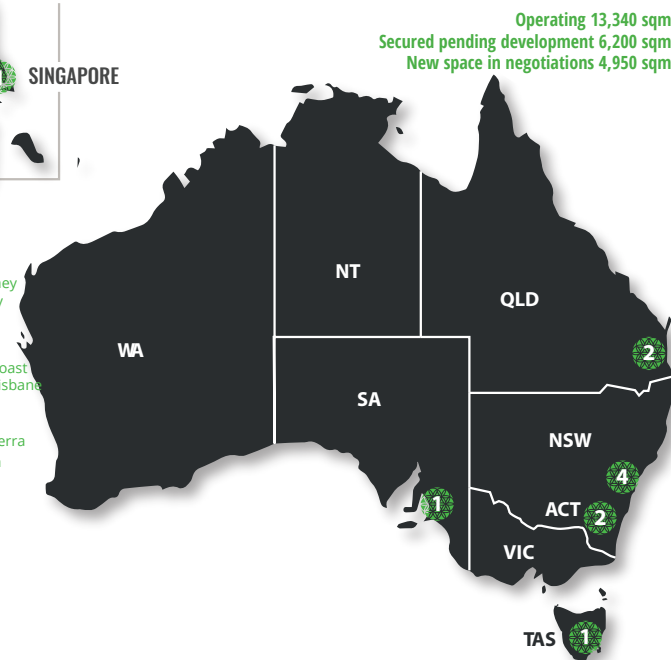 Operating 13,340 sqm
Secured pending development 6,200 sqm
New space in negotiations 4,950 sqm
SINGAPORE
NT
QLD
WA
2
SA
NSW
4
1
ACT
2
VIC
TAS
1